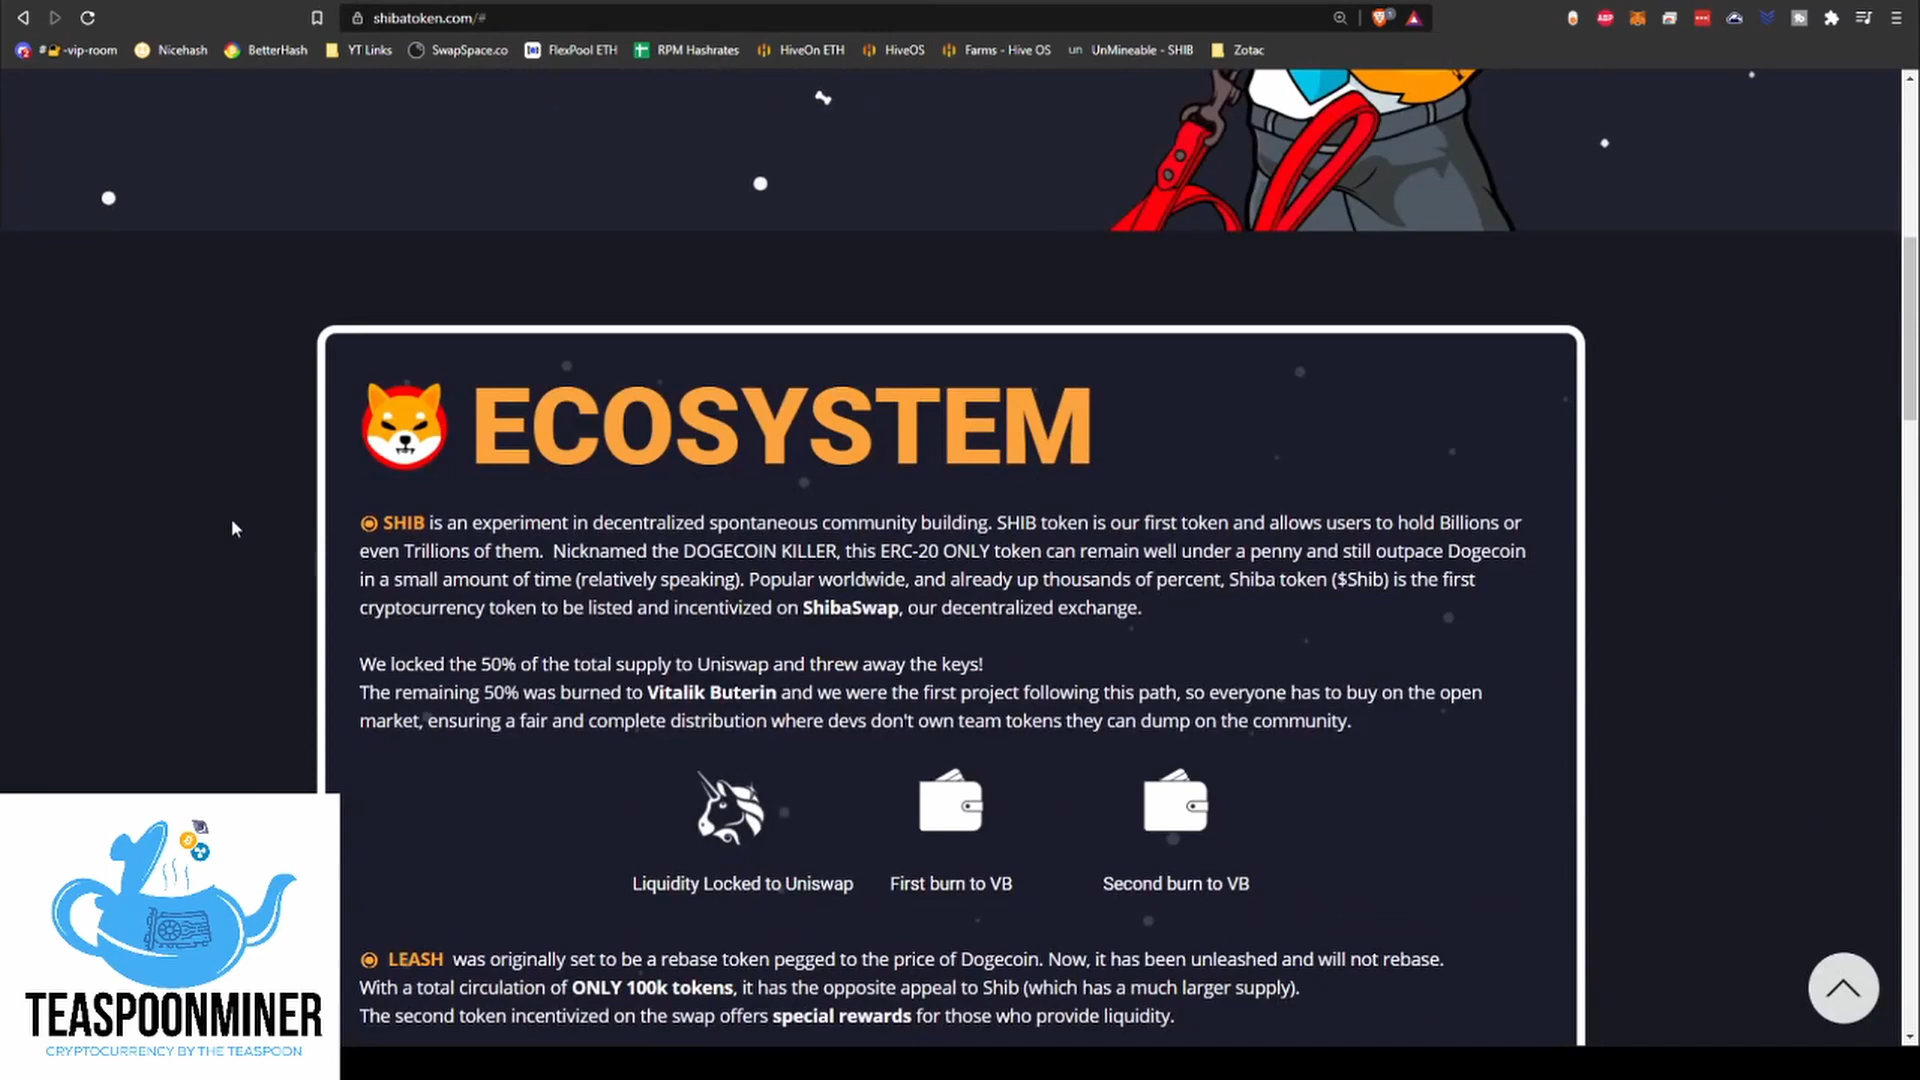 shibatoken.com/#
#🔒-vip-room Nicehash BetterHash YT Links SwapSpace.co FlexPool ETH RPM Hashrates HiveOn ETH HiveOS Farms - Hive OS UnMineable - SHIB Zotac
ECOSYSTEM
SHIB is an experiment in decentralized spontaneous community building. SHIB token is our first token and allows users to hold Billions or
even Trillions of them. Nicknamed the DOGECOIN KILLER, this ERC-20 ONLY token can remain well under a penny and still outpace Dogecoin
in a small amount of time (relatively speaking). Popular worldwide, and already up thousands of percent, Shiba token ($Shib) is the first
cryptocurrency token to be listed and incentivized on ShibaSwap, our decentralized exchange.
We locked the 50% of the total supply to Uniswap and threw away the keys!
The remaining 50% was burned to Vitalik Buterin and we were the first project following this path, so everyone has to buy on the open
market, ensuring a fair and complete distribution where devs don't own team tokens they can dump on the community.
Liquidity Locked to Uniswap First burn to VB Second burn to VB
LEASH was originally set to be a rebase token pegged to the price of Dogecoin. Now, it has been unleashed and will not rebase.
With a total circulation of ONLY 100k tokens, it has the opposite appeal to Shib (which has a much larger supply).
The second token incentivized on the swap offers special rewards for those who provide liquidity.
TEASPOONMINER
CRYPTOCURRENCY BY THE TEASPOON